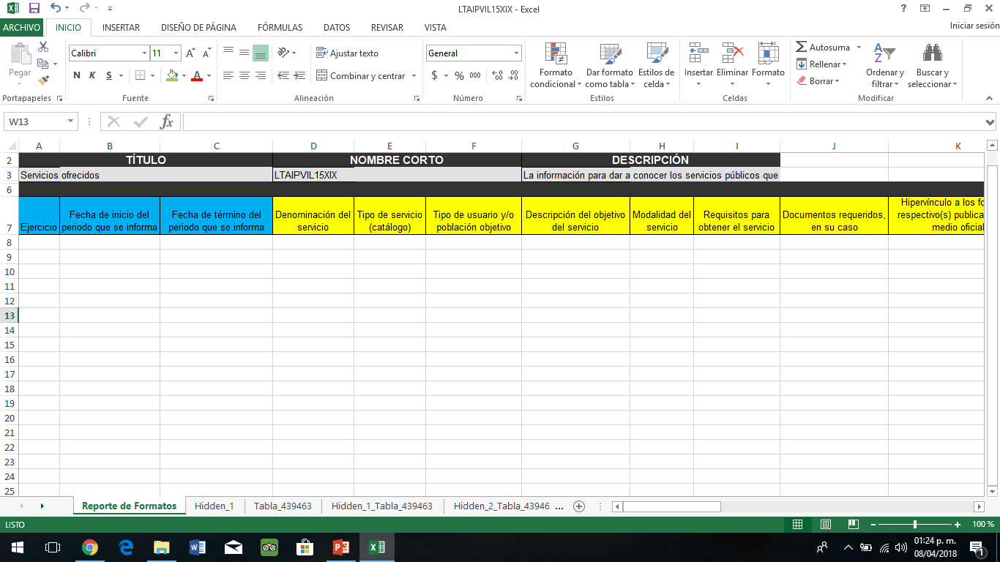 LTAIPVIL15XIX - Excel
?
Iniciar sesión
ARCHIVO INICIO INSERTAR DISEÑO DE PÁGINA FÓRMULAS DATOS REVISAR VISTA
Pegar
Calibri 11
N K S
Ajustar texto
Combinar y centrar
General
$ % 000
Formato condicional
Dar formato como tabla
Estilos de celda
Insertar Eliminar Formato
Autosuma
Rellenar
Borrar
Ordenar y filtrar
Buscar y seleccionar
Portapapeles Fuente Alineación Número Estilos Celdas Modificar
W13
fx
A B C D E F G H I J K
2 TÍTULO NOMBRE CORTO DESCRIPCIÓN
3 Servicios ofrecidos LTAIPVIL15XIX La información para dar a conocer los servicios públicos que
6
7 Ejercicio
Fecha de inicio del
periodo que se informa
Fecha de término del
periodo que se informa
Denominación del
servicio
Tipo de servicio
(catálogo)
Tipo de usuario y/o
población objetivo
Descripción del objetivo
del servicio
Modalidad del
servicio
Requisitos para
obtener el servicio
Documentos requeridos,
en su caso
Hipervínculo a los fo
respectivo(s) publica
medio oficial
8
9
10
11
12
13
14
15
16
17
18
19
20
21
22
23
24
25
Reporte de Formatos Hidden_1 Tabla_439463 Hidden_1_Tabla_439463 Hidden_2_Tabla_43946 ...
LISTO
100 %
01:24 p. m.
08/04/2018
1